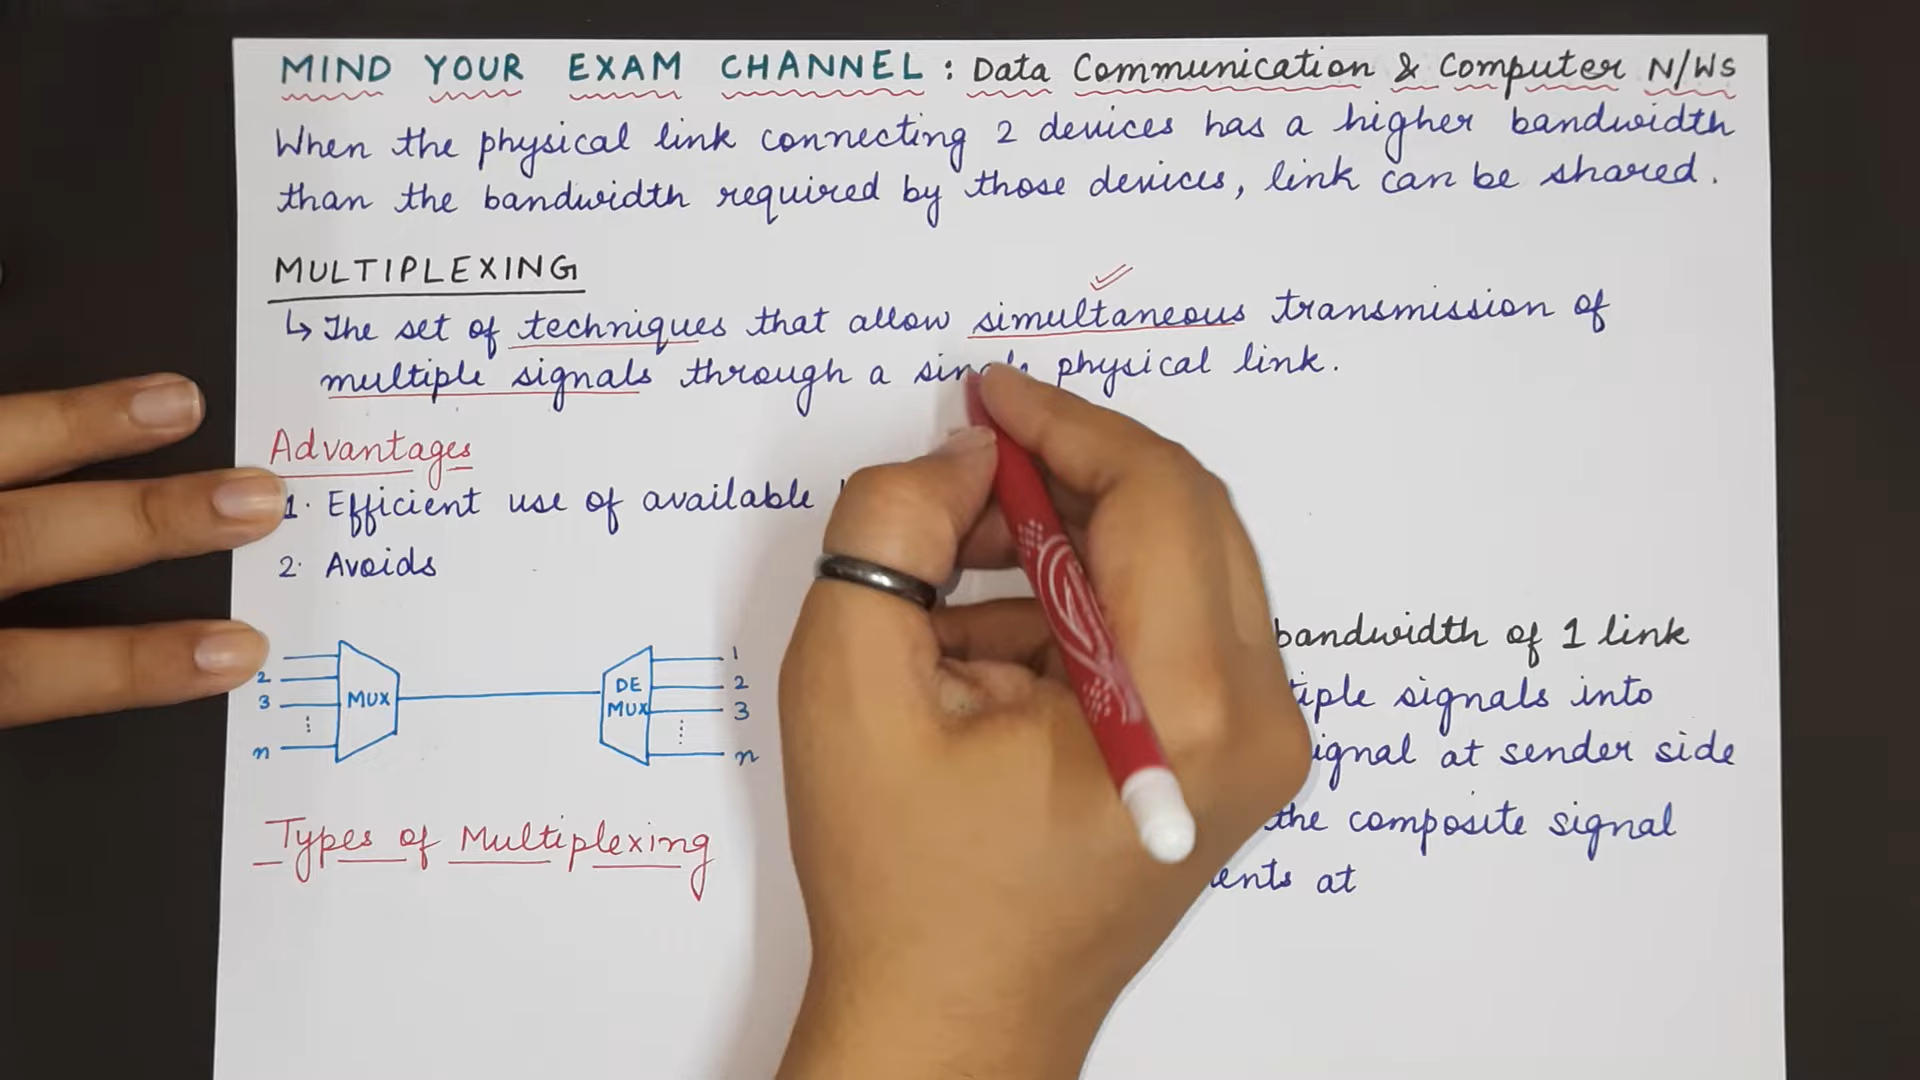 MIND YOUR EXAM CHANNEL : Data Communication & Computer N/Ws
When the physical link connecting 2 devices has a higher bandwidth
than the bandwidth required by those devices, link can be shared.
MULTIPLEXING
↳ The set of techniques that allow simultaneous transmission of
multiple signals through a physical link.
Advantages
1. Efficient use of available
2. Avoids
bandwidth of 1 link
signals into
at sender side
the composite signal
at
2
3
n
MUX
DE
MUX
1
2
3
n
Types of Multiplexing